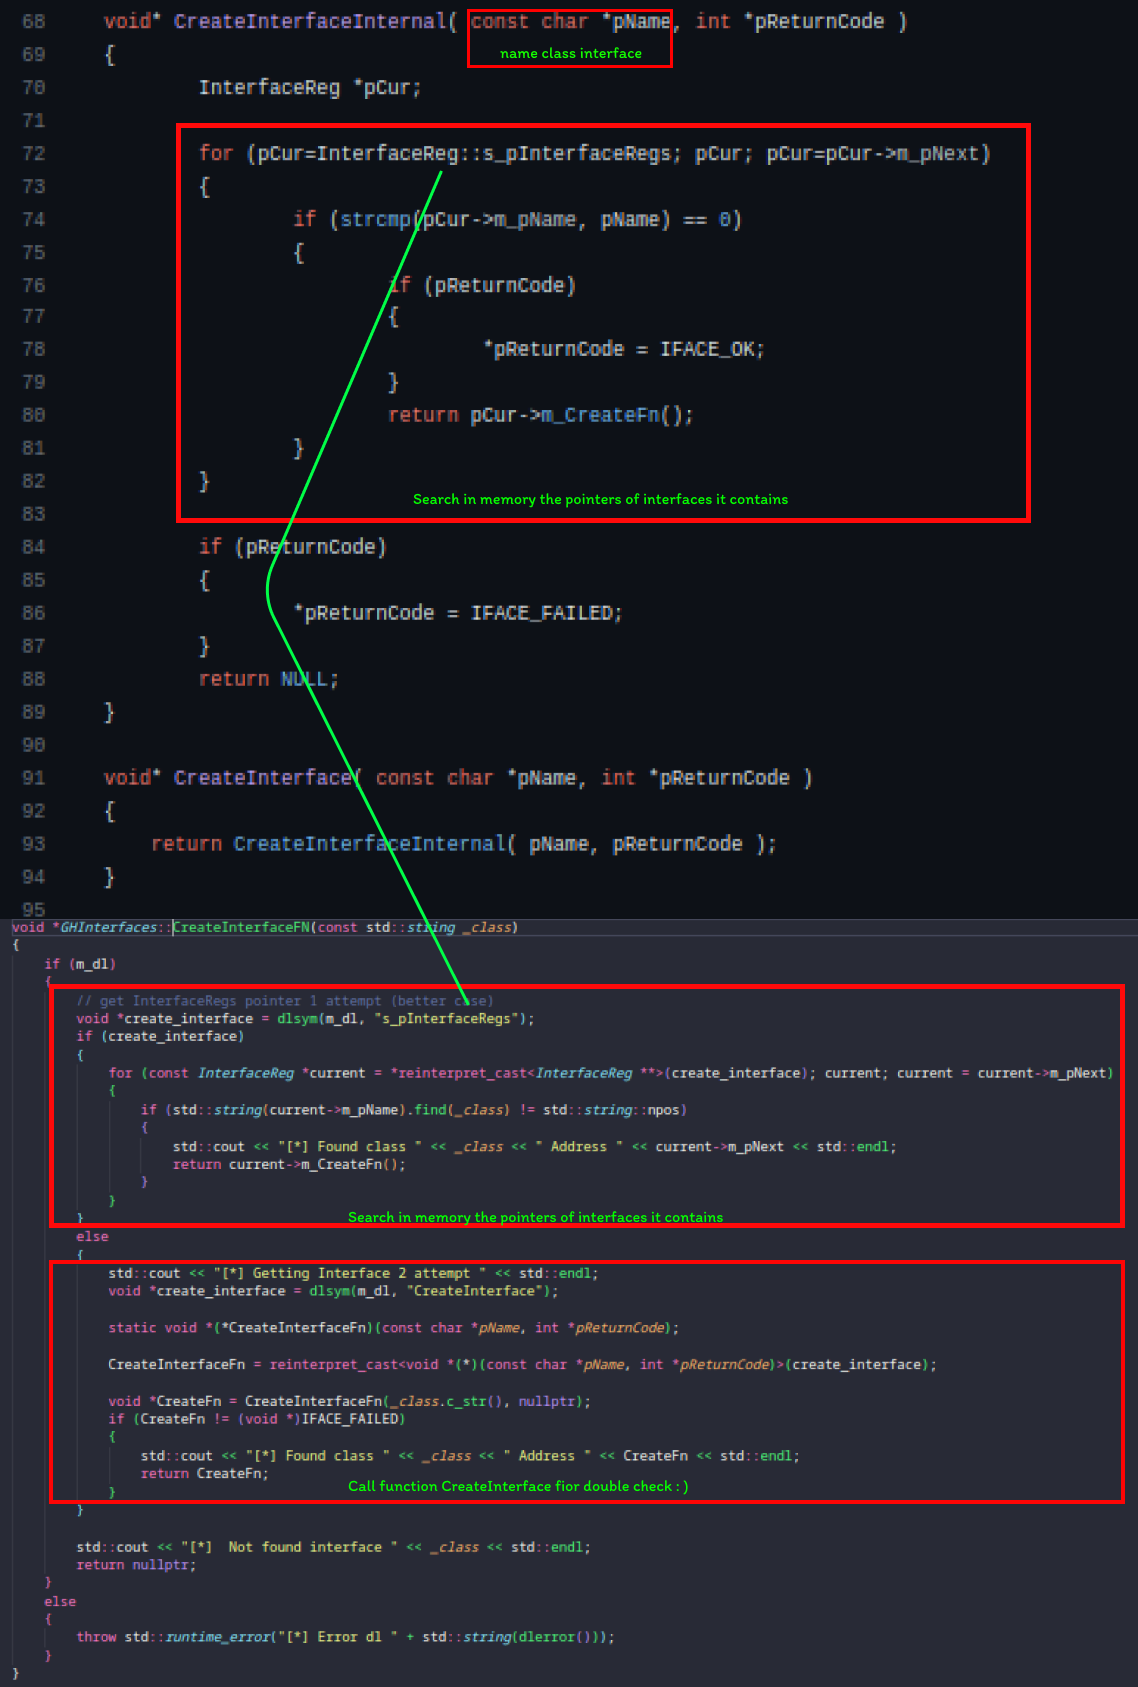 68 void* CreateInterfaceInternal( const char *pName, int *pReturnCode )
name class interface
69 {
70 InterfaceReg *pCur;
71
72 for (pCur=InterfaceReg::s_pInterfaceRegs; pCur; pCur=pCur->m_pNext)
73 {
74 if (strcmp(pCur->m_pName, pName) == 0)
75 {
76 if (pReturnCode)
77 {
78 *pReturnCode = IFACE_OK;
79 }
80 return pCur->m_CreateFn();
81 }
82 }
Search in memory the pointers of interfaces it contains
83
84 if (pReturnCode)
85 {
86 *pReturnCode = IFACE_FAILED;
87 }
88 return NULL;
89 }
90
91 void* CreateInterface( const char *pName, int *pReturnCode )
92 {
93 return CreateInterfaceInternal( pName, pReturnCode );
94 }
95
void *GHInterfaces::CreateInterfaceFN(const std::string _class)
{
if (m_dl)
{
// get InterfaceRegs pointer 1 attempt (better case)
void *create_interface = dlsym(m_dl, "s_pInterfaceRegs");
if (create_interface)
{
for (const InterfaceReg *current = *reinterpret_cast<InterfaceReg **>(create_interface); current; current = current->m_pNext)
{
if (std::string(current->m_pName).find(_class) != std::string::npos)
{
std::cout << "[*] Found class " << _class << " Address " << current->m_pNext << std::endl;
return current->m_CreateFn();
}
}
}
Search in memory the pointers of interfaces it contains
else
{
std::cout << "[*] Getting Interface 2 attempt " << std::endl;
void *create_interface = dlsym(m_dl, "CreateInterface");
static void *(*CreateInterfaceFn)(const char *pName, int *pReturnCode);
CreateInterfaceFn = reinterpret_cast<void *(*)(const char *pName, int *pReturnCode)>(create_interface);
void *CreateFn = CreateInterfaceFn(_class.c_str(), nullptr);
if (CreateFn != (void *)IFACE_FAILED)
{
std::cout << "[*] Found class " << _class << " Address " << CreateFn << std::endl;
return CreateFn;
}
Call function CreateInterface fior double check : )
}
std::cout << "[*]  Not found interface " << _class << std::endl;
return nullptr;
}
else
{
throw std::runtime_error("[*] Error dl " + std::string(dlerror()));
}
}